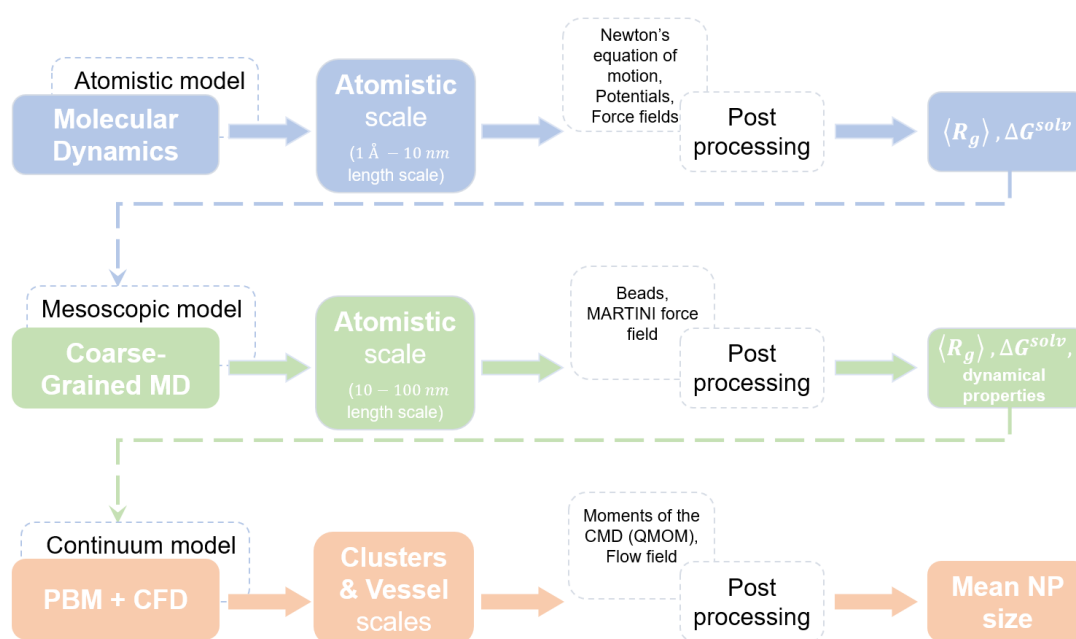 Atomistic model
Molecular
Dynamics
Atomistic
scale
(1 Å − 10 nm
length scale)
Newton's
equation of
motion,
Potentials,
Force fields
Post
processing
⟨R_g⟩ , ΔG^solv
Mesoscopic model
Coarse-
Grained MD
Atomistic
scale
(10 − 100 nm
length scale)
Beads,
MARTINI force
field
Post
processing
⟨R_g⟩ , ΔG^solv,
dynamical
properties
Continuum model
PBM + CFD
Clusters
& Vessel
scales
Moments of the
CMD (QMOM),
Flow field
Post
processing
Mean NP
size